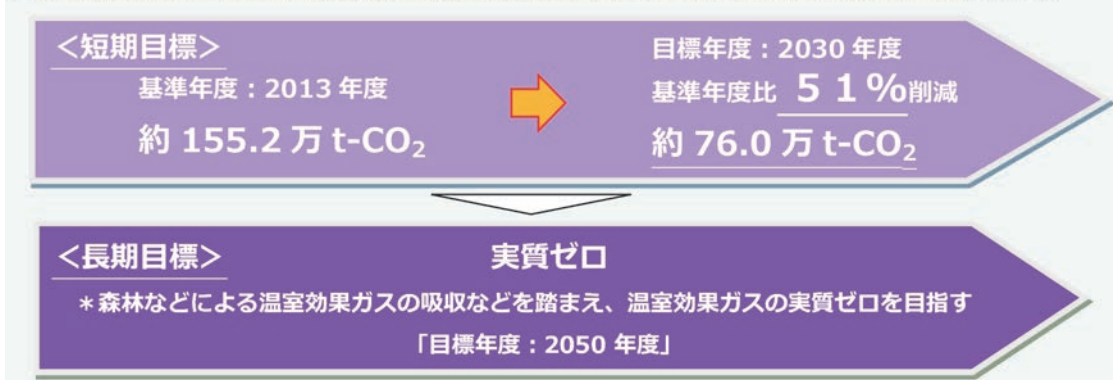 <短期目標>
基準年度：2013 年度
約 155.2 万 t-CO₂
目標年度：2030 年度
基準年度比 ５１％削減
約 76.0 万 t-CO₂
<長期目標>
実質ゼロ
＊森林などによる温室効果ガスの吸収などを踏まえ、温室効果ガスの実質ゼロを目指す
「目標年度：2050 年度」